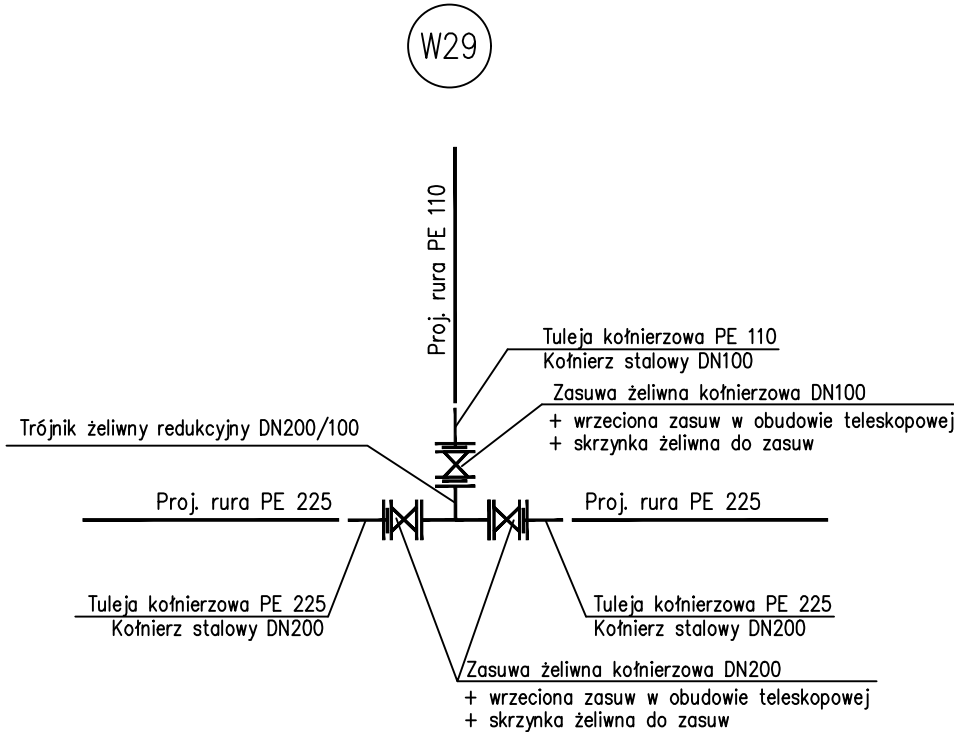 W29
Proj. rura PE 110
Tuleja kołnierzowa PE 110
Kołnierz stalowy DN100
Zasuwa żeliwna kołnierzowa DN100
+ wrzeciona zasuw w obudowie teleskopowej
+ skrzynka żeliwna do zasuw
Trójnik żeliwny redukcyjny DN200/100
Proj. rura PE 225
Proj. rura PE 225
Tuleja kołnierzowa PE 225
Kołnierz stalowy DN200
Tuleja kołnierzowa PE 225
Kołnierz stalowy DN200
Zasuwa żeliwna kołnierzowa DN200
+ wrzeciona zasuw w obudowie teleskopowej
+ skrzynka żeliwna do zasuw